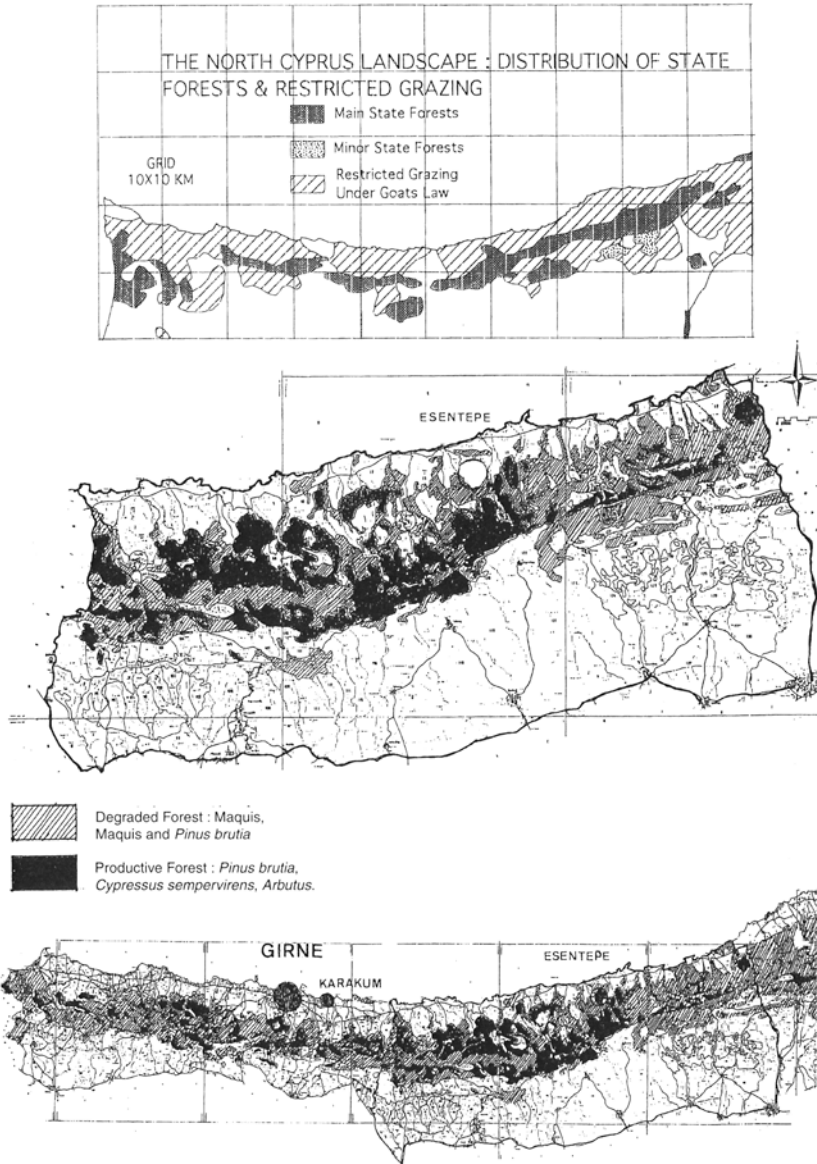 THE NORTH CYPRUS LANDSCAPE : DISTRIBUTION OF STATE
FORESTS & RESTRICTED GRAZING
Main State Forests
Minor State Forests
GRID
10X10 KM
Restricted Grazing
Under Goats Law
ESENTEPE
Degraded Forest : Maquis,
Maquis and Pinus brutia
Productive Forest : Pinus brutia,
Cypressus sempervirens, Arbutus.
GIRNE
ESENTEPE
KARAKUM